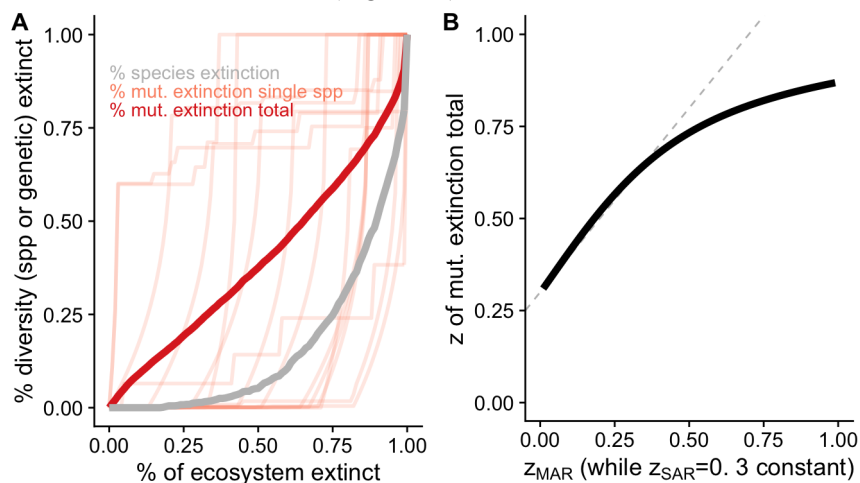 A
% diversity (spp or genetic) extinct
1.00
0.75
0.50
0.25
0.00
% species extinction
% mut. extinction single spp
% mut. extinction total
0.00 0.25 0.50 0.75 1.00
% of ecosystem extinct
B
z of mut. extinction total
1.00
0.75
0.50
0.25
0.00
0.00 0.25 0.50 0.75 1.00
zMAR (while zSAR=0. 3 constant)